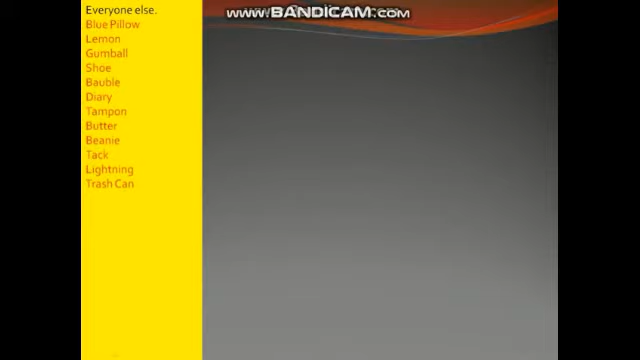 www.BANDICAM.com
Everyone else.
Blue Pillow
Lemon
Gumball
Shoe
Bauble
Diary
Tampon
Butter
Beanie
Tack
Lightning
Trash Can